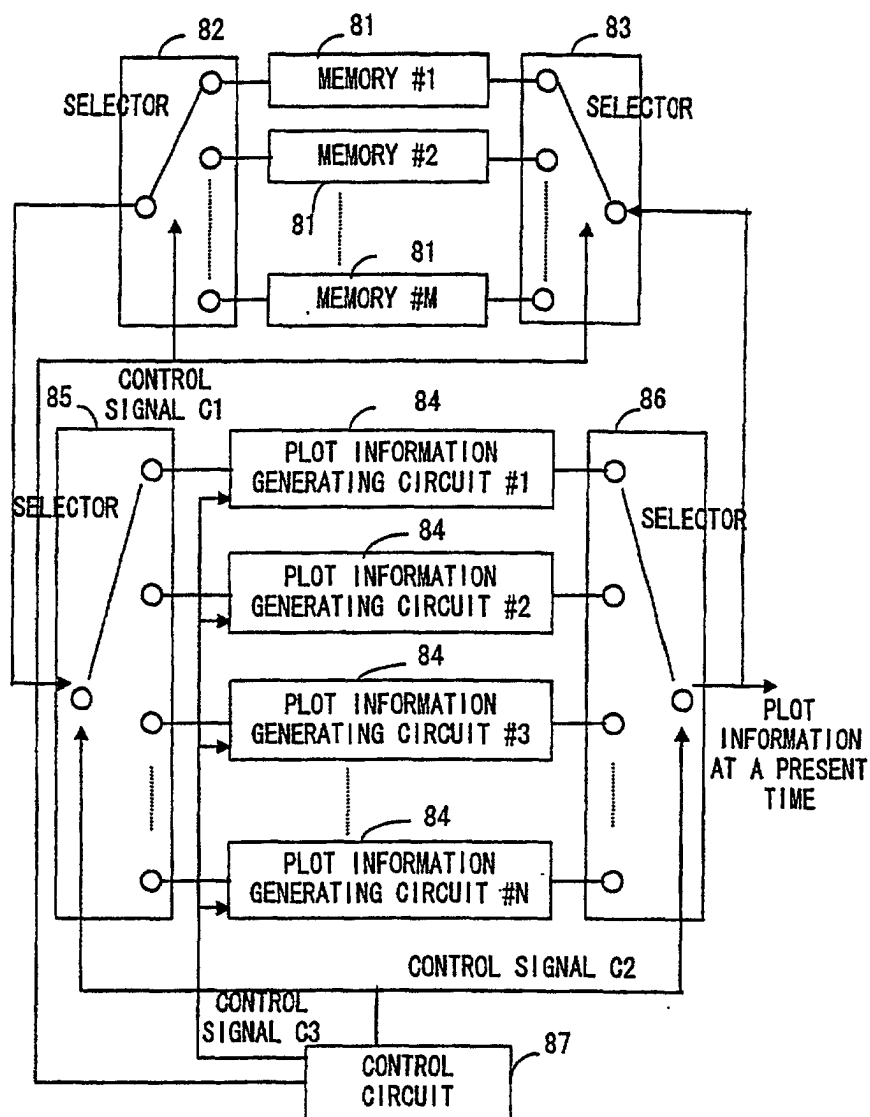 82
81
83
SELECTOR
MEMORY #1
SELECTOR
MEMORY #2
81
81
MEMORY #M
CONTROL
SIGNAL C1
85
84
86
PLOT INFORMATION
GENERATING CIRCUIT #1
SELECTOR
SELECTOR
84
PLOT INFORMATION
GENERATING CIRCUIT #2
84
PLOT INFORMATION
GENERATING CIRCUIT #3
PLOT
INFORMATION
AT A PRESENT
TIME
84
PLOT INFORMATION
GENERATING CIRCUIT #N
CONTROL SIGNAL C2
CONTROL
SIGNAL C3
87
CONTROL
CIRCUIT